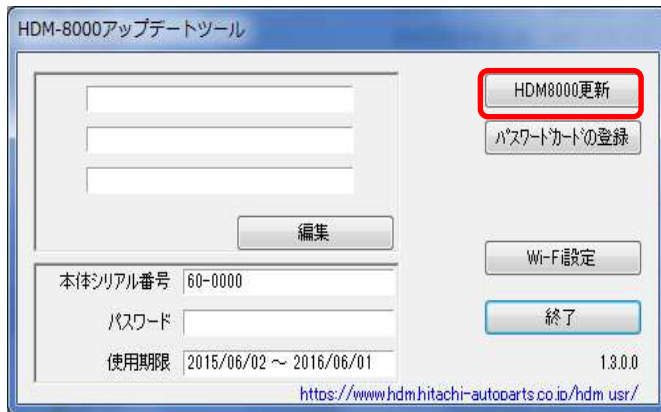 HDM-8000アップデートツール
HDM8000更新
パスワードカードの登録
編集
Wi-Fi設定
本体シリアル番号 60-0000
パスワード
終了
使用期限 2015/06/02 ～ 2016/06/01
1.3.0.0
https://www.hdm.hitachi-autoparts.co.jp/hdm_usr/